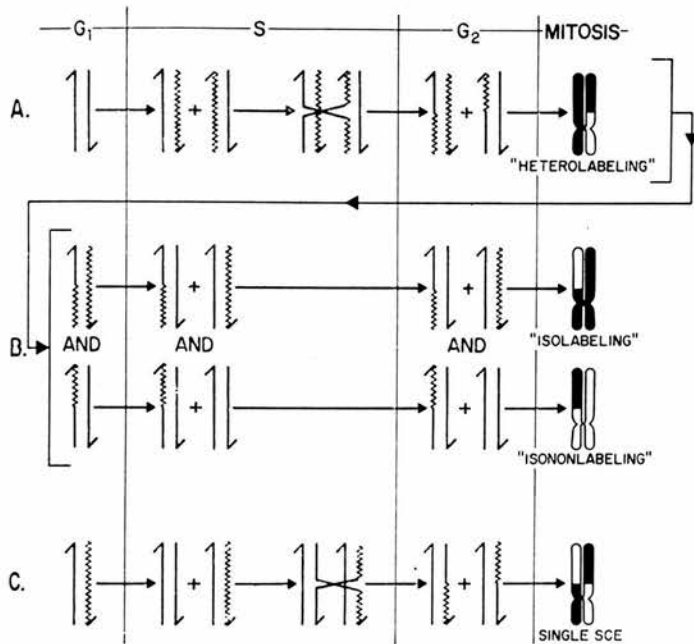 G₁ S G₂ MITOSIS
A. + + "HETEROLABELING"
+ + "ISOLABELING"
B. AND AND AND
+ + "ISONONLABELING"
C. + + SINGLE SCE